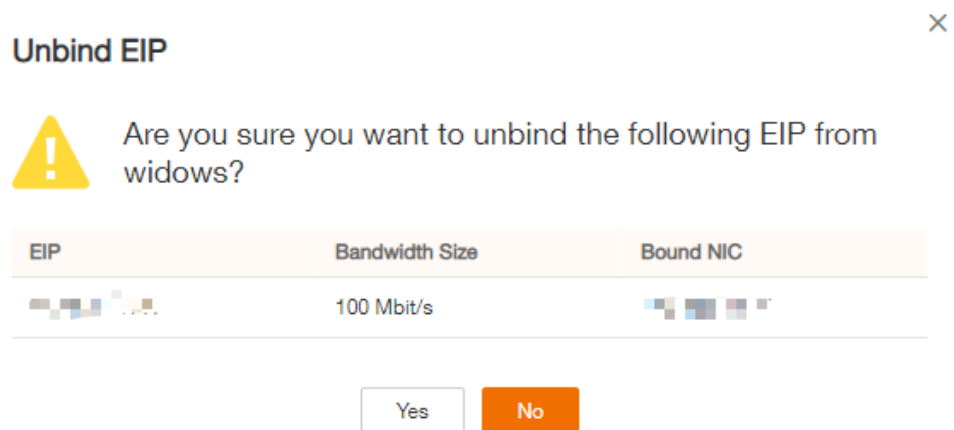 Unbind EIP
Are you sure you want to unbind the following EIP from
widows?
EIP Bandwidth Size Bound NIC
100 Mbit/s
Yes No